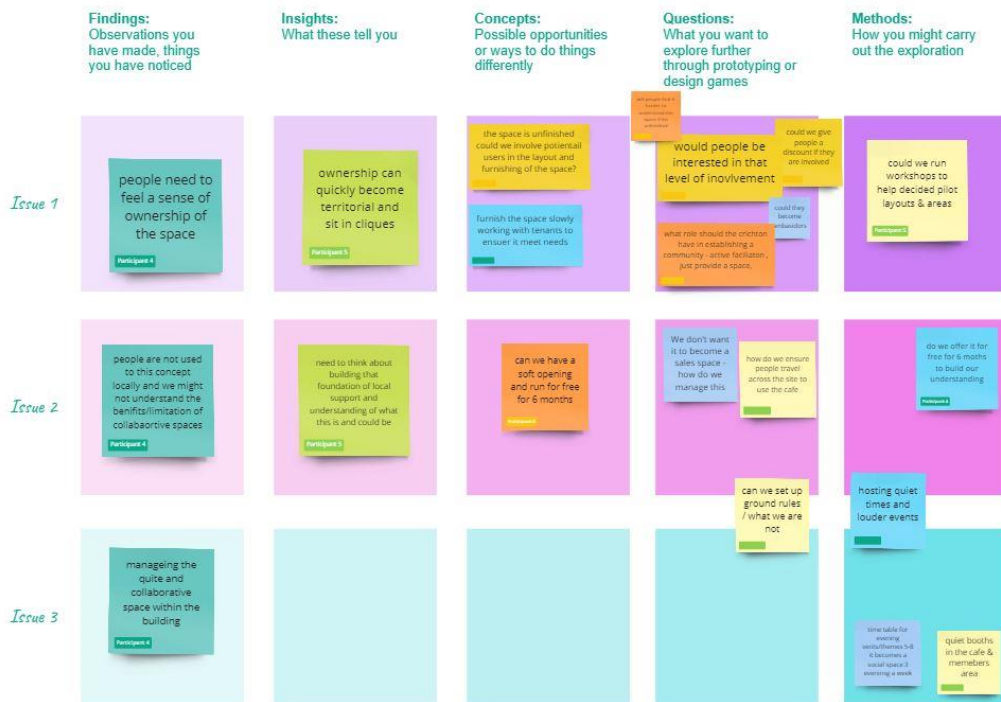 Findings:
Observations you
have made, things
you have noticed
Insights:
What these tell you
Concepts:
Possible opportunities
or ways to do things
differently
Questions:
What you want to
explore further
through prototyping or
design games
Methods:
How you might carry
out the exploration
Issue 1
people need to
feel a sense of
ownership of
the space
Participant 4
ownership can
quickly become
territorial and
sit in cliques
Participant 5
the space is unfinished
could we involve potientail
users in the layout and
furnishing of the space?
furnish the space slowly
working with tenants to
ensuer it meet needs
would people be
interested in that
level of inovlvement
could we give
people a
discount if they
are involved
could they
become
what role should the crichton
have in establishing a
community - active faciliaton ,
just provide a space,
could we run
workshops to
help decided pilot
layouts & areas
Participant 5
Issue 2
people are not used
to this concept
locally and we might
not understand the
benifits/limitation of
collabaortive spaces
Participant 4
need to think about
building that
foundation of local
support and
understanding of what
this is and could be
Participant 5
can we have a
soft opening
and run for free
for 6 months
We don't want
it to become a
sales space -
how do we
manage this
how do we ensure
people travel
across the site to
use the cafe
do we offer it for
free for 6 moths
to build our
understanding
can we set up
ground rules
/ what we are
not
hosting quiet
times and
louder events
Issue 3
manageing the
quite and
collaborative
space within the
building
Participant 4
time table for
evening
5-8
it becomes a
social space 3
evening a week
quiet booths
in the cafe &
memebers
area